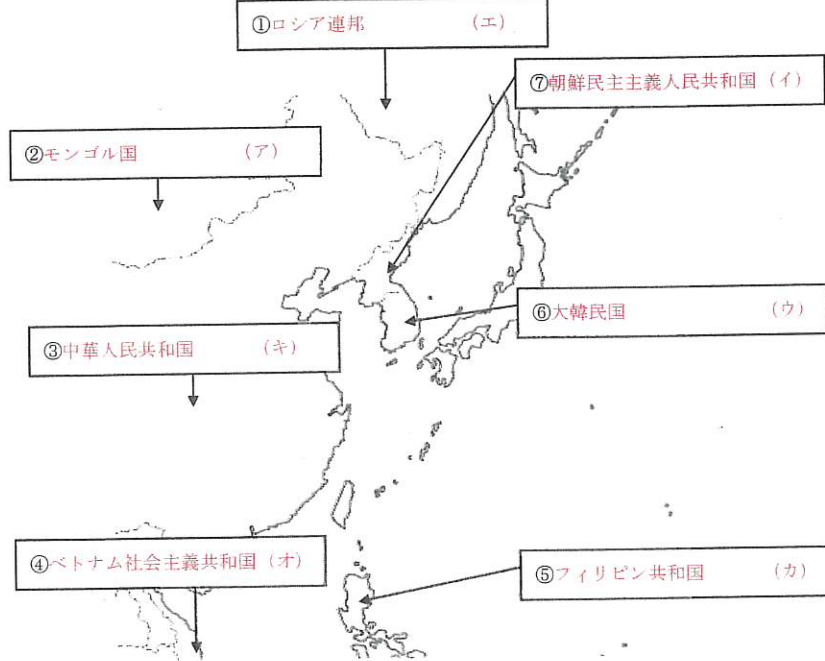 ①ロシア連邦 （エ）
⑦朝鮮民主主義人民共和国（イ）
②モンゴル国 （ア）
⑥大韓民国 （ウ）
③中華人民共和国 （キ）
④ベトナム社会主義共和国（オ）
⑤フィリピン共和国 （カ）